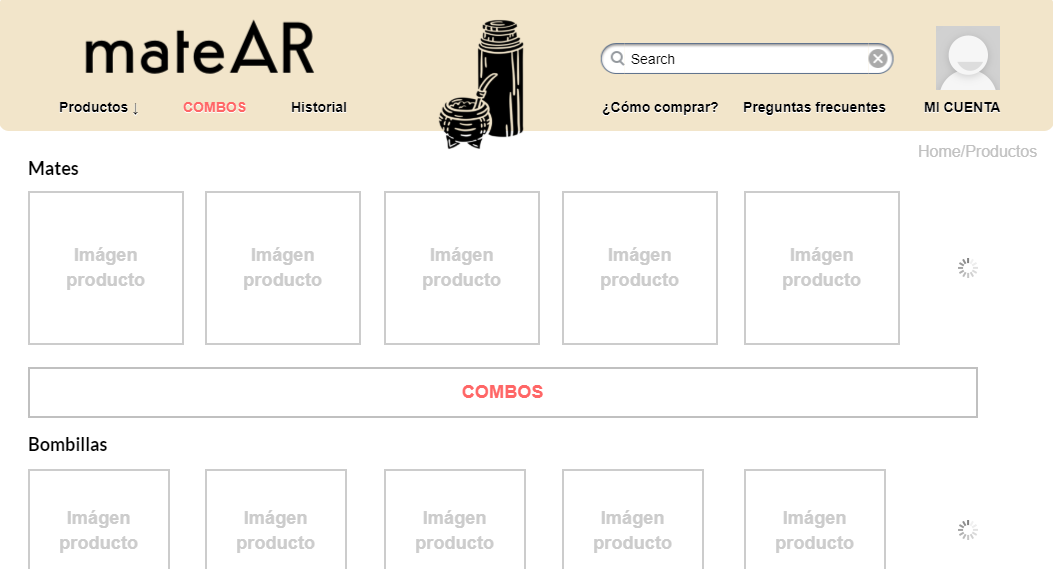 mateAR
Search
Productos ↓
COMBOS
Historial
¿Cómo comprar?
Preguntas frecuentes
MI CUENTA
Home/Productos
Mates
Imágen
producto
Imágen
producto
Imágen
producto
Imágen
producto
Imágen
producto
COMBOS
Bombillas
Imágen
producto
Imágen
producto
Imágen
producto
Imágen
producto
Imágen
producto